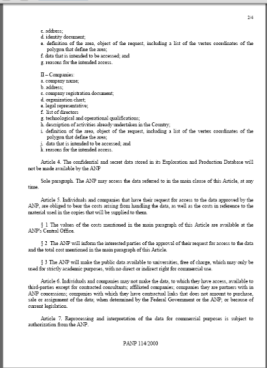 24
c. address;
d. identity document;
e. definition of the area, object of the request, including a list of the vertex coordinates of the
polygon that define the area;
f. data that is intended to be accessed; and
g. reasons for the intended access.
II – Companies:
a. company name;
b. address;
c. company registration document;
d. organization chart;
e. legal representative;
f. list of directors
g. technological and operational qualifications;
h. description of activities already undertaken in the Country;
i. definition of the area, object of the request, including a list of the vertex coordinates of the
polygon that define the area;
j. data that is intended to be accessed; and
k. reasons for the intended access.
Article 4. The confidential and secret data stored in its Exploration and Production Database will
not be made available by the ANP.
Sole paragraph. The ANP may access the data referred to in the main clause of this Article, at any
time.
Article 5. Individuals and companies that have their request for access to the data approved by the
ANP, are obliged to bear the costs arising from handling the data, as well as the costs in reference to the
material used in the copies that will be supplied to them.
§ 1 The values of the costs mentioned in the main paragraph of this Article are available at the
ANP's Central Office.
§ 2 The ANP will inform the interested parties of the approval of their request for access to the data
and the total cost mentioned in the main paragraph of this Article.
§ 3 The ANP will make the public data available to universities, free of charge, which may only be
used for strictly academic purposes, with no direct or indirect right for commercial use.
Article 6. Individuals and companies may not make the data, to which they have access, available to
third-parties except for contracted consultants; affiliated companies; companies they are partners with in
ANP concessions; companies with which they have contractual links that does not amount to purchase,
sale or assignment of the data; when determined by the Federal Government or the ANP, or because of
current legislation.
Article 7. Reprocessing and interpretation of the data for commercial purposes is subject to
authorization from the ANP.
PANP 114/2000